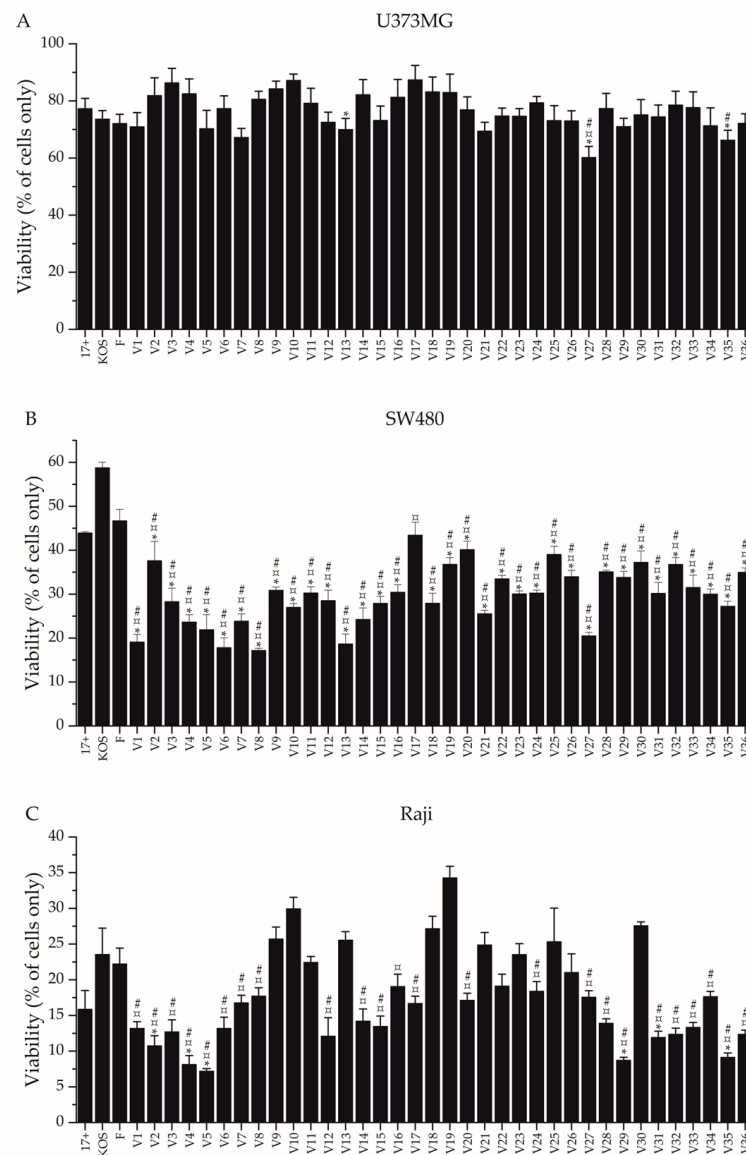 A
U373MG
Viability (% of cells only)
100
80
60
40
20
0
* *¤# *#
17+ KOS F V1 V2 V3 V4 V5 V6 V7 V8 V9 V10 V11 V12 V13 V14 V15 V16 V17 V18 V19 V20 V21 V22 V23 V24 V25 V26 V27 V28 V29 V30 V31 V32 V33 V34 V35 V36
B
SW480
Viability (% of cells only)
60
50
40
30
20
10
0
*¤# *¤# *¤# *¤# *¤# *¤# *¤# *¤# *¤# *¤# *¤# *¤# *¤# *¤# *¤# *¤# ¤ *¤# *¤# *¤# *¤# *¤# *¤# *¤# *¤# *¤# *¤# *¤# *¤# *¤# *¤# *¤# *¤# *¤# *¤# *¤#
17+ KOS F V1 V2 V3 V4 V5 V6 V7 V8 V9 V10 V11 V12 V13 V14 V15 V16 V17 V18 V19 V20 V21 V22 V23 V24 V25 V26 V27 V28 V29 V30 V31 V32 V33 V34 V35 V36
C
Raji
Viability (% of cells only)
40
35
30
25
20
15
10
5
0
¤# *¤# ¤# *¤# *¤# ¤# ¤# ¤# ¤# ¤# ¤# ¤ ¤# ¤# ¤# ¤# ¤# *¤# *¤# ¤# ¤# ¤# *¤# *¤#
17+ KOS F V1 V2 V3 V4 V5 V6 V7 V8 V9 V10 V11 V12 V13 V14 V15 V16 V17 V18 V19 V20 V21 V22 V23 V24 V25 V26 V27 V28 V29 V30 V31 V32 V33 V34 V35 V36